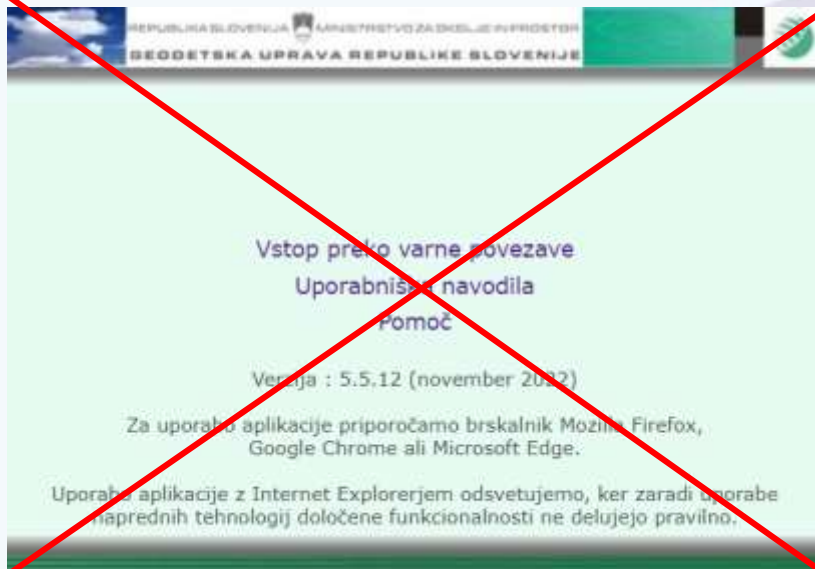 REPUBLIKA SLOVENIJA MINISTRSTVO ZA OKOLJE IN PROSTOR
GEODETSKA UPRAVA REPUBLIKE SLOVENIJE
Vstop preko varne povezave
Uporabniška navodila
Pomoč
Verzija : 5.5.12 (november 2022)
Za uporabo aplikacije priporočamo brskalnik Mozilla Firefox,
Google Chrome ali Microsoft Edge.
Uporabo aplikacije z Internet Explorerjem odsvetujemo, ker zaradi uporabe
naprednih tehnologij določene funkcionalnosti ne delujejo pravilno.